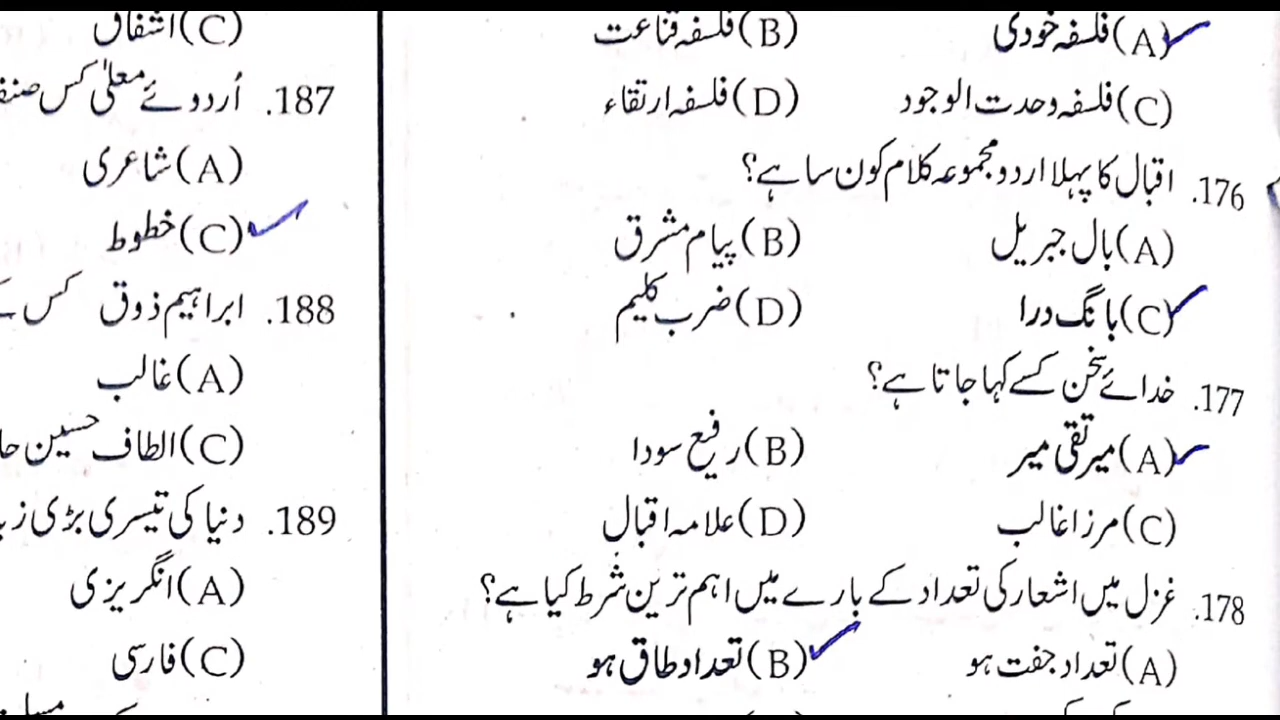 (A) فلسفہ خودی (B) فلسفہ قناعت
(C) فلسفہ وحدت الوجود (D) فلسفہ ارتقاء
176. اقبال کا پہلا اردو مجموعہ کلام کون سا ہے؟
(A) بال جبریل (B) پیام مشرق
(C) بانگ درا (D) ضرب کلیم
177. خدائے سخن کسے کہا جاتا ہے؟
(A) میر تقی میر (B) رفیع سودا
(C) مرزا غالب (D) علامہ اقبال
178. غزل میں اشعار کی تعداد کے بارے میں اہم ترین شرط کیا ہے؟
(A) تعداد جفت ہو (B) تعداد طاق ہو
(C) اشفاق
187. اُردوئے معلیٰ کس
(A) شاعری
(C) خطوط
188. ابراہیم ذوق کس
(A) غالب
(C) الطاف حسین
189. دنیا کی تیسری بڑی
(A) انگریزی
(C) فارسی